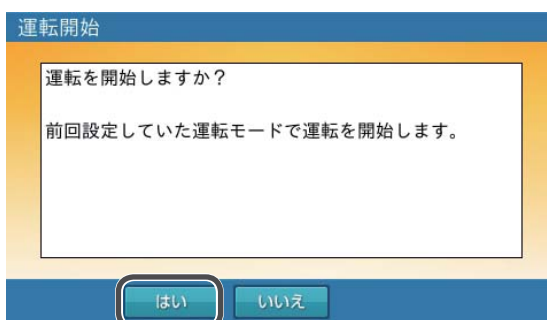 運転開始
運転を開始しますか？
前回設定していた運転モードで運転を開始します。
はい いいえ